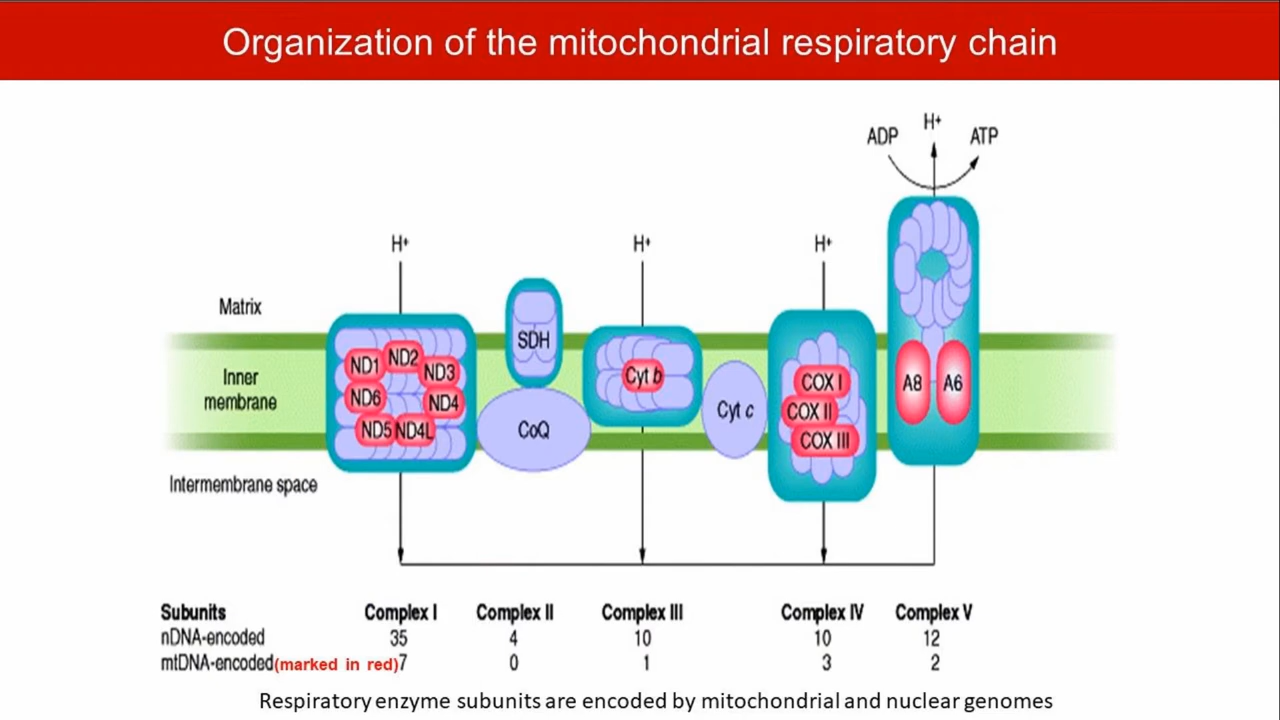 Organization of the mitochondrial respiratory chain
ADP H+ ATP
H+ H+ H+
Matrix
Inner
membrane
Intermembrane space
ND1 ND2 ND3
ND6 ND4
ND5 ND4L
SDH
CoQ
Cyt b
Cyt c
COX I
COX II
COX III
A8 A6
Subunits Complex I Complex II Complex III Complex IV Complex V
nDNA-encoded 35 4 10 10 12
mtDNA-encoded(marked in red)7 0 1 3 2
Respiratory enzyme subunits are encoded by mitochondrial and nuclear genomes